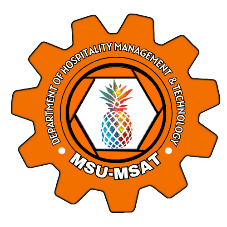 DEPARTMENT OF HOSPITALITY MANAGEMENT & TECHNOLOGY
MSU-MSAT